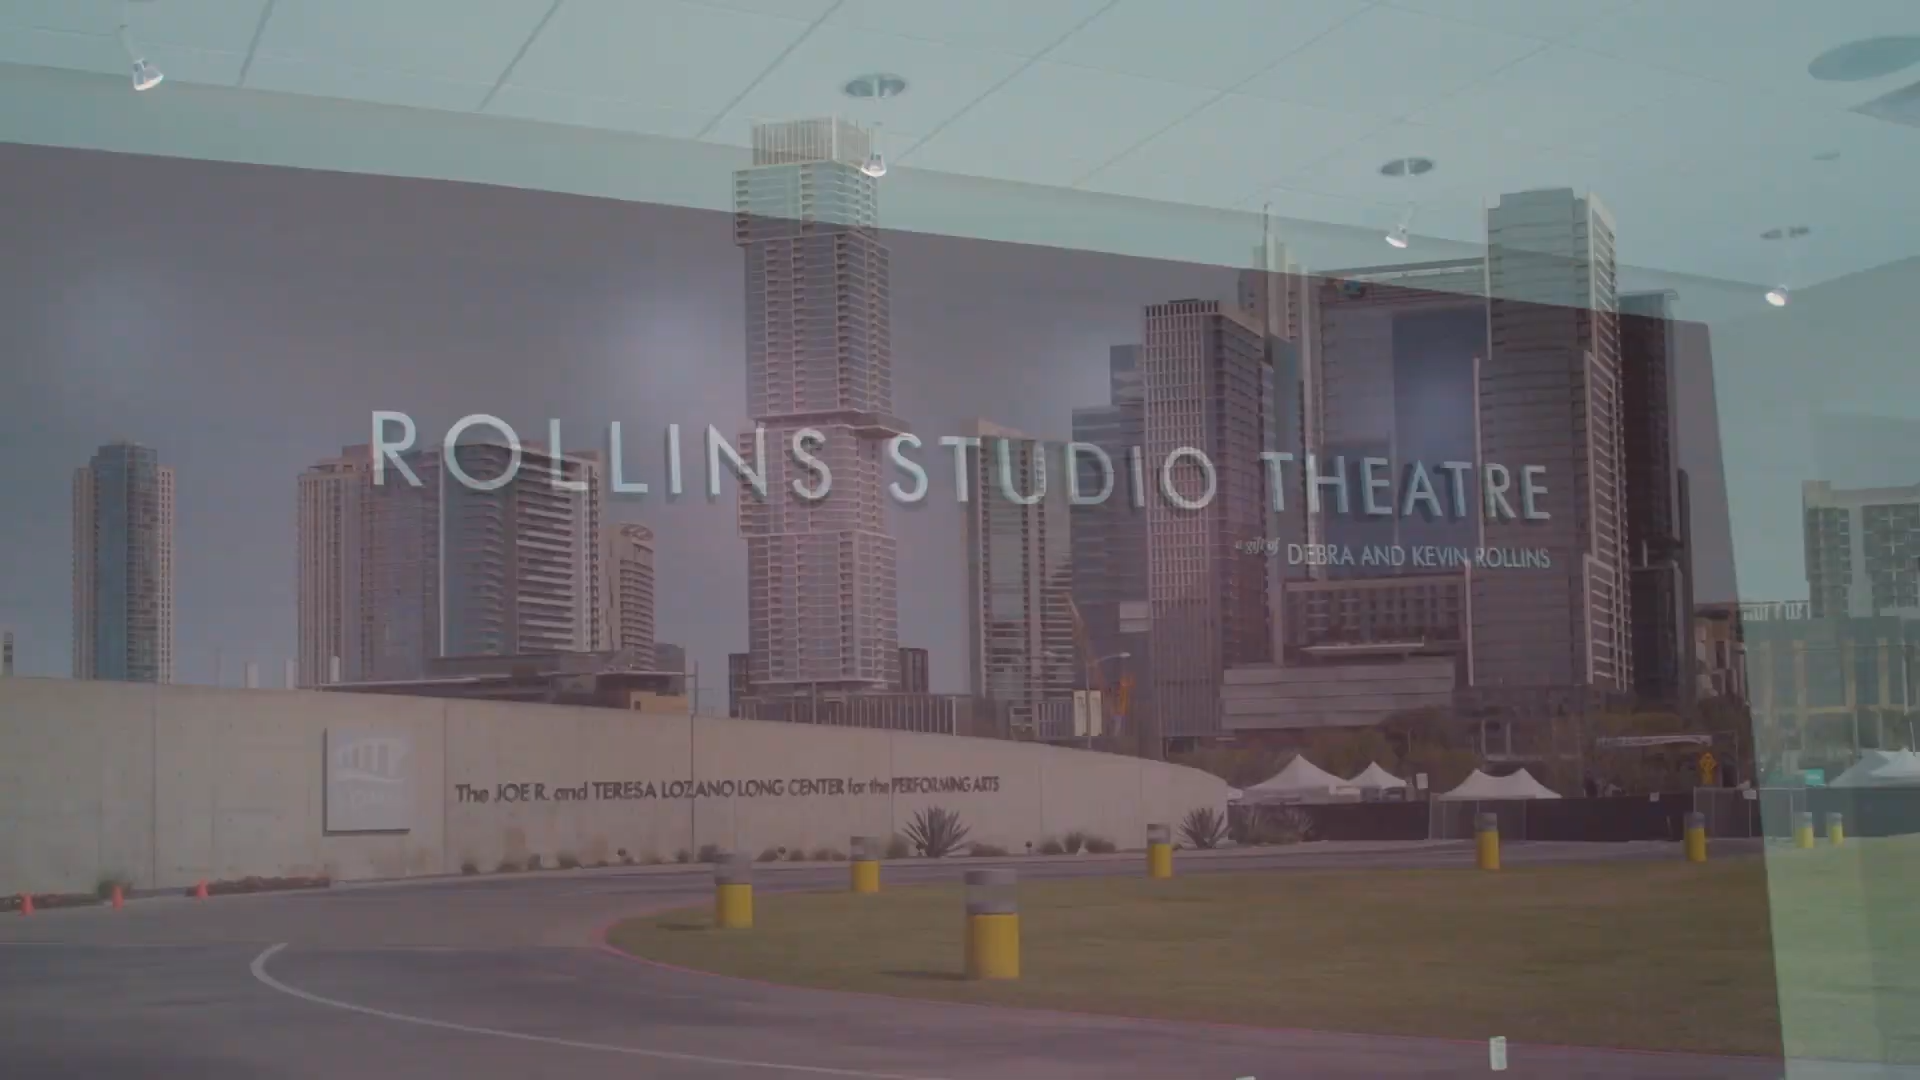 ROLLINS STUDIO THEATRE
a gift of DEBRA AND KEVIN ROLLINS
The JOE R. and TERESA LOZANO LONG CENTER for the PERFORMING ARTS